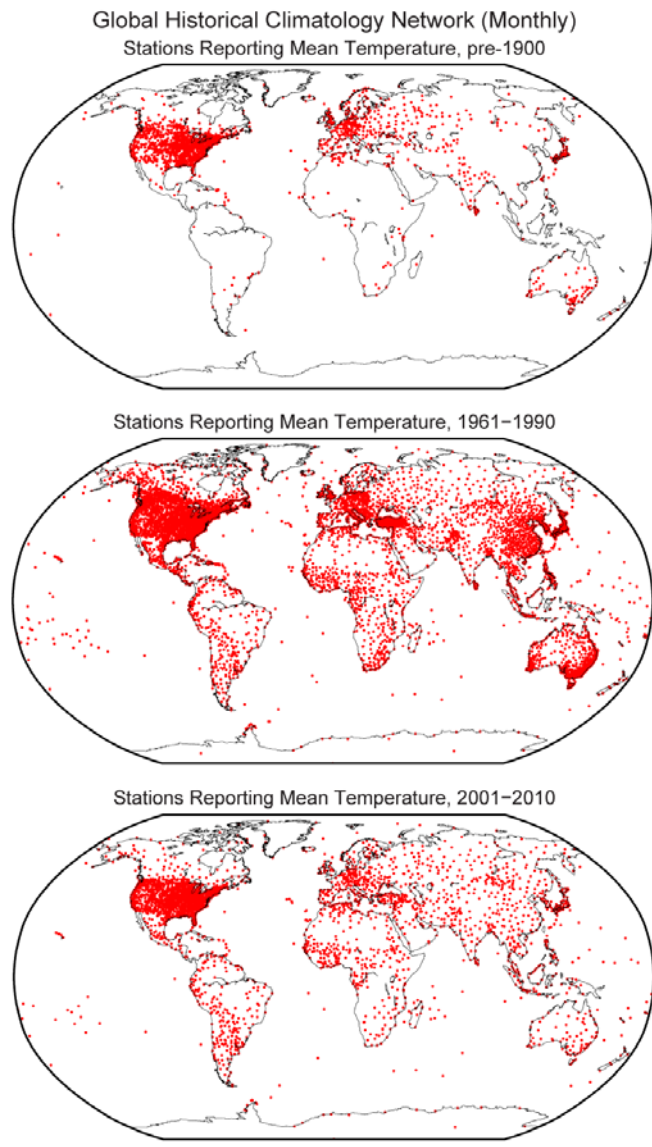 Global Historical Climatology Network (Monthly)
Stations Reporting Mean Temperature, pre-1900
Stations Reporting Mean Temperature, 1961−1990
Stations Reporting Mean Temperature, 2001−2010